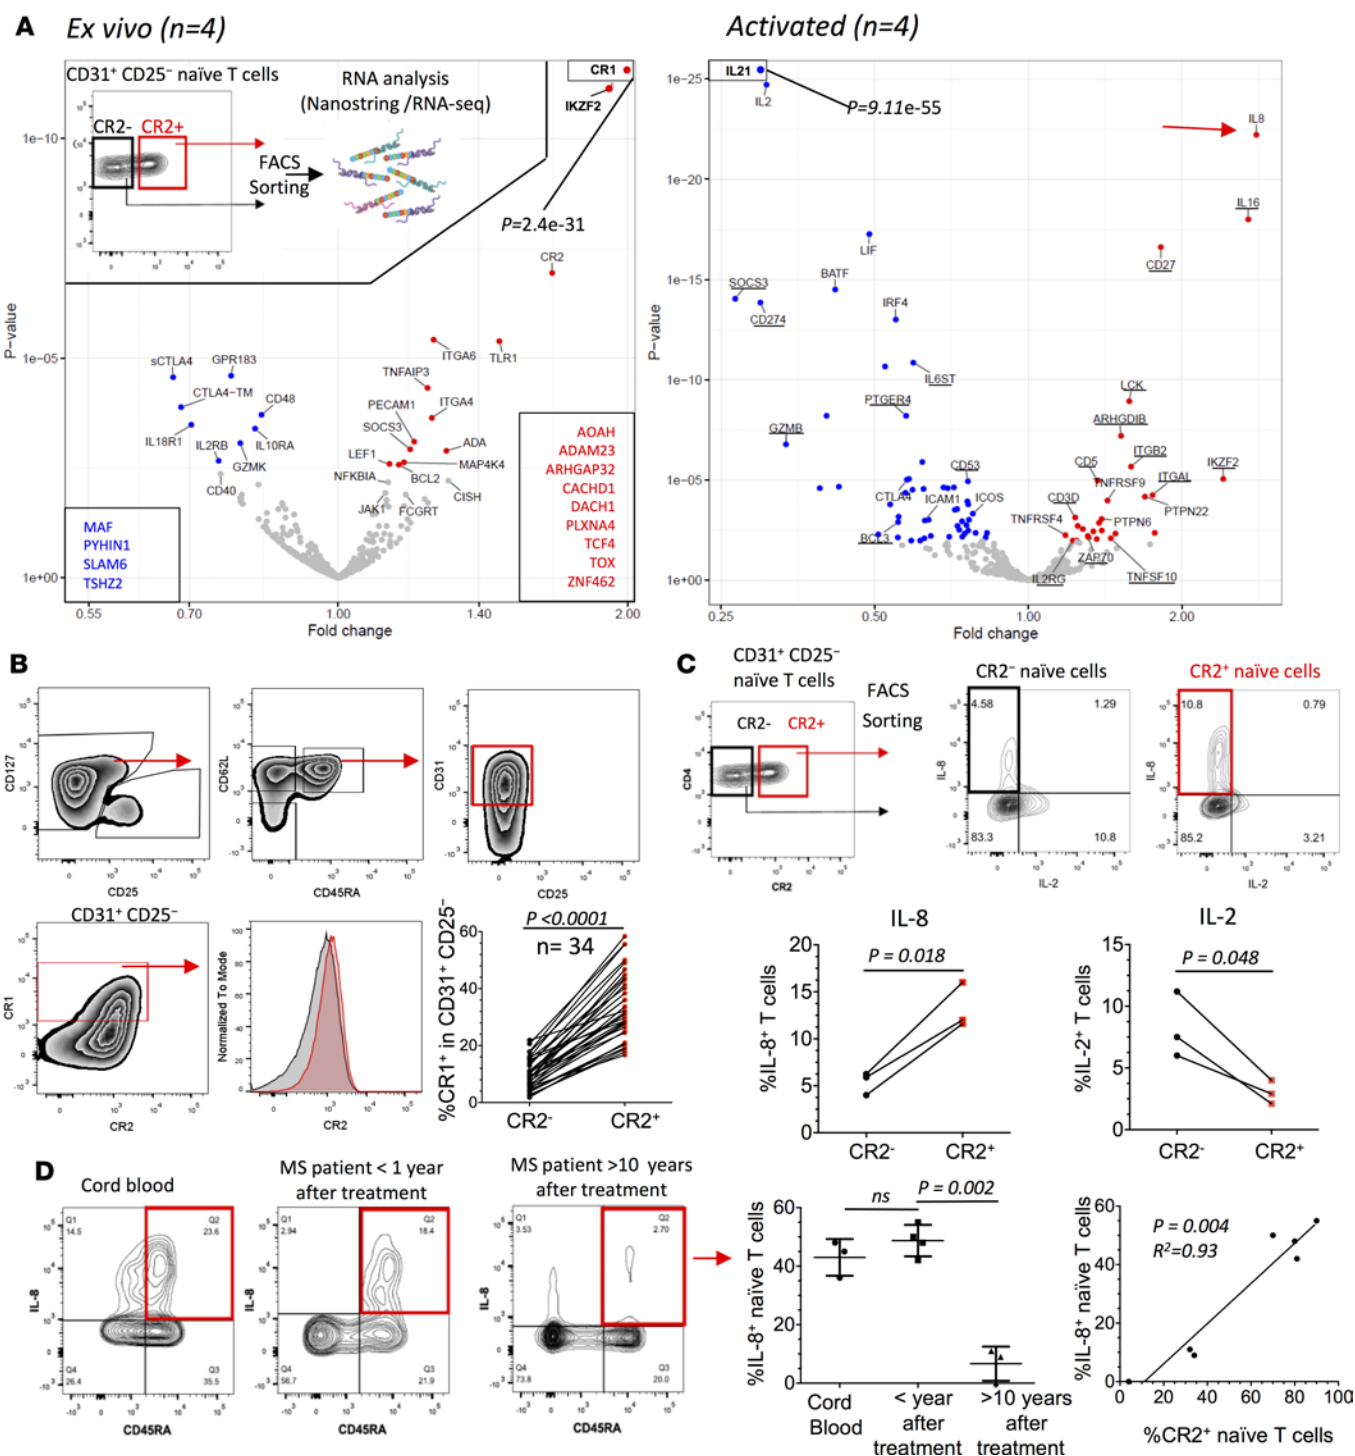 A Ex vivo (n=4)
CD31+ CD25− naïve T cells
CR2- CR2+
FACS
Sorting
RNA analysis
(Nanostring /RNA-seq)
CR1
IKZF2
P=2.4e-31
CR2
ITGA6
TLR1
TNFAIP3
ITGA4
PECAM1
SOCS3
ADA
LEF1
MAP4K4
NFKBIA
BCL2
CISH
JAK1
FCGRT
sCTLA4
GPR183
CTLA4−TM
CD48
IL18R1
IL2RB
IL10RA
GZMK
CD40
MAF
PYHIN1
SLAM6
TSHZ2
AOAH
ADAM23
ARHGAP32
CACHD1
DACH1
PLXNA4
TCF4
TOX
ZNF462
P−value
1e−10
1e−05
1e+00
0.55 0.70 1.00 1.40 2.00
Fold change
Activated (n=4)
IL21
IL2
P=9.11e-55
IL8
IL16
CD27
LIF
BATF
SOCS3
CD274
IRF4
IL6ST
PTGER4
GZMB
LCK
ARHGDIB
ITGB2
CD53
CD5
ITGAL
IKZF2
TNFRSF9
CTLA4
ICAM1
ICOS
CD3D
PTPN22
TNFRSF4
PTPN6
BCL3
ZAP70
IL2RG
TNFSF10
P−value
1e−25
1e−20
1e−15
1e−10
1e−05
1e+00
0.25 0.50 1.00 2.00
Fold change
B
CD127
CD25
CD62L
CD45RA
CD31
CD25
CD31+ CD25−
CR1
CR2
Normalized To Mode
100
80
60
40
20
0
CR2
%CR1+ in CD31+ CD25−
P <0.0001
n= 34
60
40
20
0
CR2- CR2+
C
CD31+ CD25−
naïve T cells
CR2- CR2+
CD4
CR2
FACS
Sorting
CR2− naïve cells
4.58 1.29
83.3 10.8
IL-8
IL-2
CR2+ naïve cells
10.8 0.79
85.2 3.21
IL-8
IL-2
IL-8
P = 0.018
%IL-8+ T cells
20
15
10
5
0
CR2- CR2+
IL-2
P = 0.048
%IL-2+ T cells
15
10
5
0
CR2- CR2+
D
Cord blood
Q1
14.5
Q2
23.6
Q4
26.4
Q3
35.5
IL-8
CD45RA
MS patient < 1 year
after treatment
Q1
2.94
Q2
18.4
Q4
56.7
Q3
21.9
IL-8
CD45RA
MS patient >10 years
after treatment
Q1
3.53
Q2
2.70
Q4
73.8
Q3
20.0
IL-8
CD45RA
%IL-8+ naïve T cells
ns
P = 0.002
60
40
20
0
Cord
Blood
< year
after
treatment
>10 years
after
treatment
%IL-8+ naïve T cells
P = 0.004
R2=0.93
60
40
20
0
0 20 40 60 80 100
%CR2+ naïve T cells